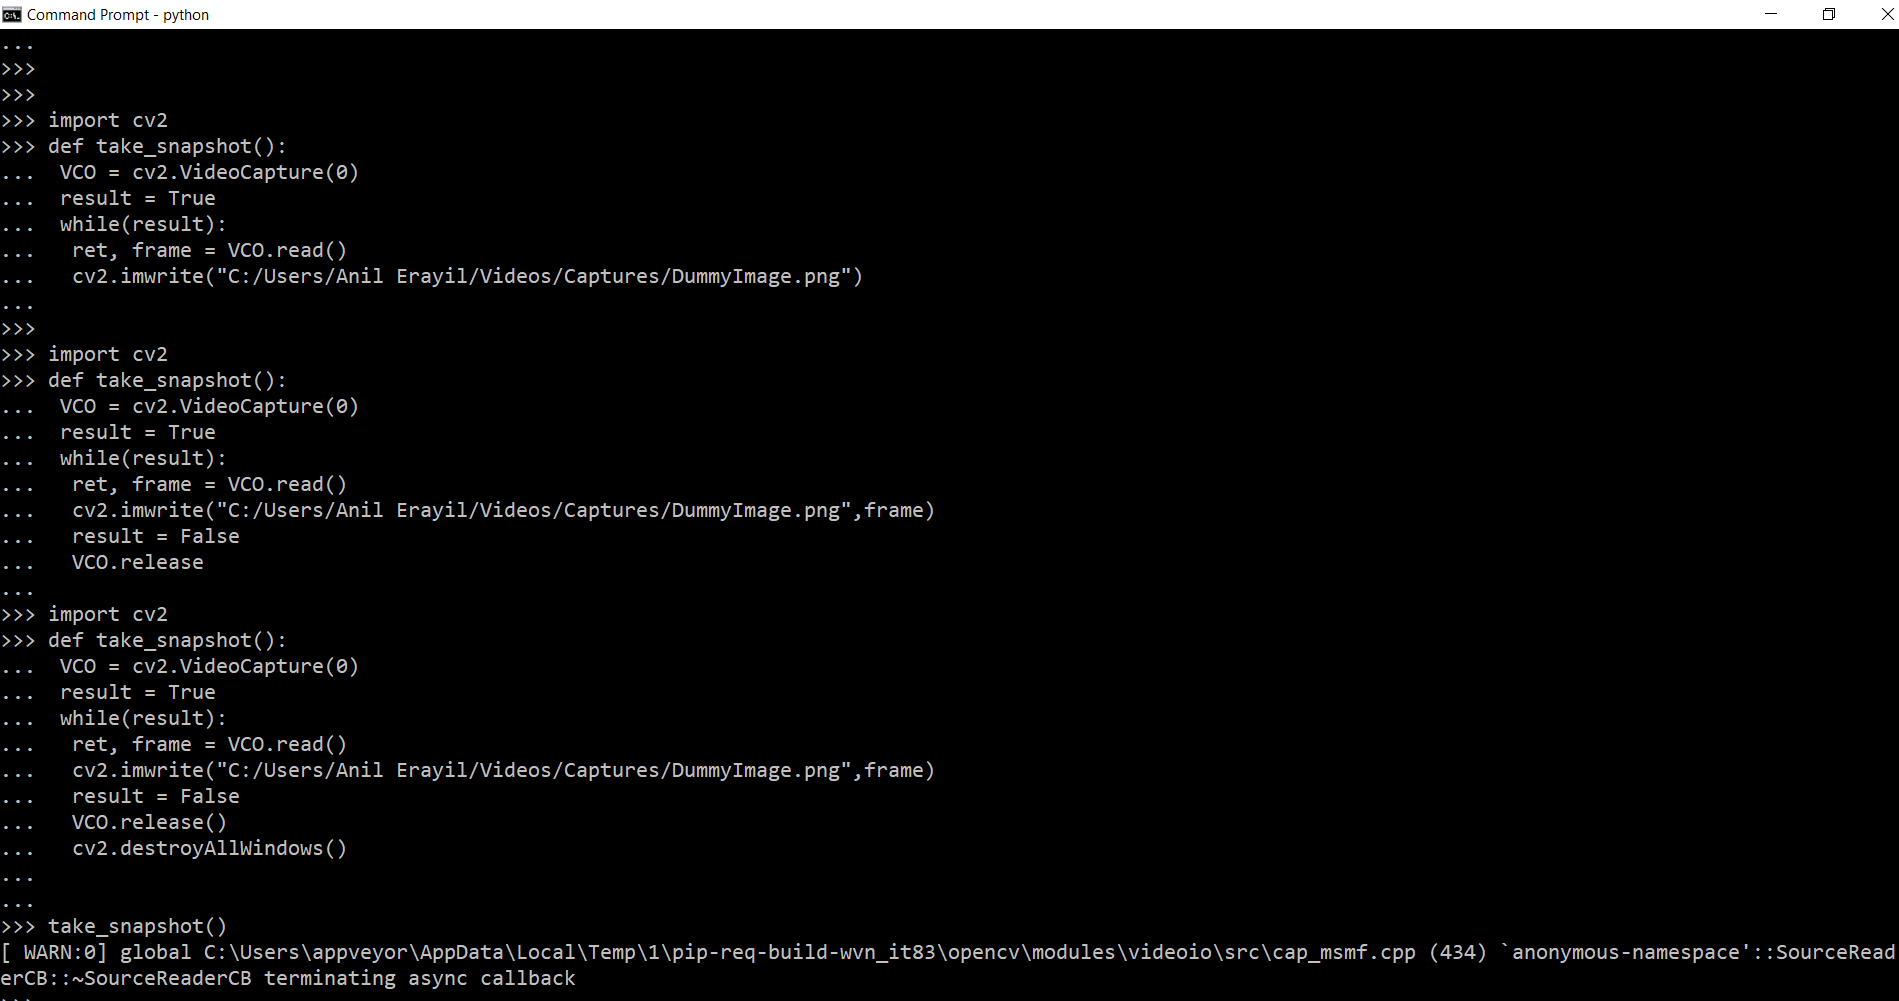 Command Prompt - python
...
>>>
>>>
>>> import cv2
>>> def take_snapshot():
...  VCO = cv2.VideoCapture(0)
...  result = True
...  while(result):
...   ret, frame = VCO.read()
...   cv2.imwrite("C:/Users/Anil Erayil/Videos/Captures/DummyImage.png")
...
>>>
>>> import cv2
>>> def take_snapshot():
...  VCO = cv2.VideoCapture(0)
...  result = True
...  while(result):
...   ret, frame = VCO.read()
...   cv2.imwrite("C:/Users/Anil Erayil/Videos/Captures/DummyImage.png",frame)
...   result = False
...   VCO.release
...
>>> import cv2
>>> def take_snapshot():
...  VCO = cv2.VideoCapture(0)
...  result = True
...  while(result):
...   ret, frame = VCO.read()
...   cv2.imwrite("C:/Users/Anil Erayil/Videos/Captures/DummyImage.png",frame)
...   result = False
...   VCO.release()
...   cv2.destroyAllWindows()
...
...
>>> take_snapshot()
[ WARN:0] global C:\Users\appveyor\AppData\Local\Temp\1\pip-req-build-wvn_it83\opencv\modules\videoio\src\cap_msmf.cpp (434) `anonymous-namespace'::SourceRead
erCB::~SourceReaderCB terminating async callback
>>>